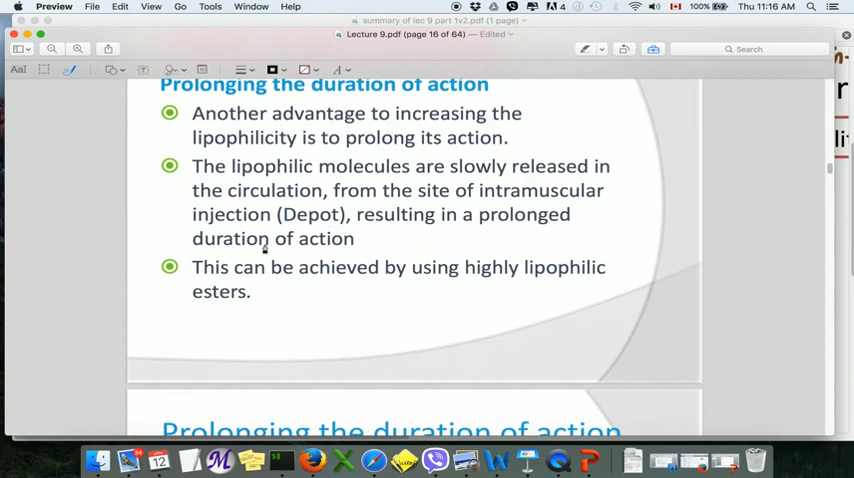 Preview File Edit View Go Tools Window Help 4 100% Thu 11:16 AM
summary of lec 9 part 1v2.pdf (1 page)
Lecture 9.pdf (page 16 of 64) — Edited
Search
AaI
Prolonging the duration of action
Another advantage to increasing the
lipophilicity is to prolong its action.
The lipophilic molecules are slowly released in
the circulation, from the site of intramuscular
injection (Depot), resulting in a prolonged
duration of action
This can be achieved by using highly lipophilic
esters.
Prolonging the duration of action